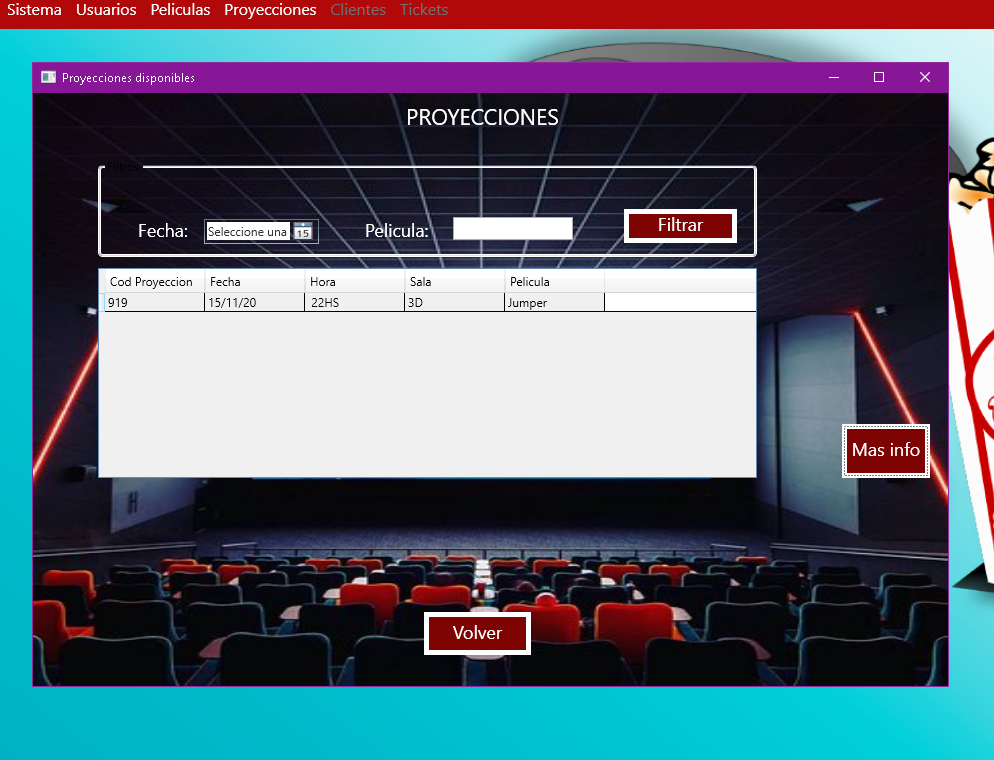 Sistema Usuarios Peliculas Proyecciones Clientes Tickets
Proyecciones disponibles
PROYECCIONES
Filtros
Fecha: Seleccione una 15 Pelicula: Filtrar
Cod Proyeccion Fecha Hora Sala Pelicula
919 15/11/20 22HS 3D Jumper
Mas info
Volver